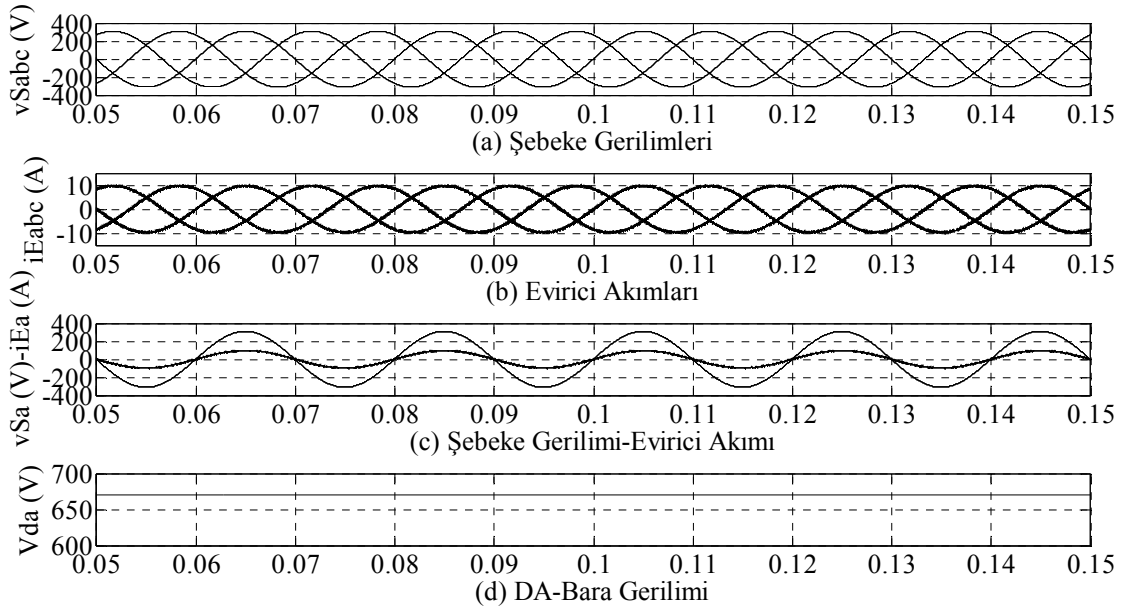 vSabc (V)
400
200
0
-200
-400
0.05 0.06 0.07 0.08 0.09 0.1 0.11 0.12 0.13 0.14 0.15
(a) Şebeke Gerilimleri
iEabc (A)
10
0
-10
0.05 0.06 0.07 0.08 0.09 0.1 0.11 0.12 0.13 0.14 0.15
(b) Evirici Akımları
vSa (V)-iEa (A)
400
200
0
-200
-400
0.05 0.06 0.07 0.08 0.09 0.1 0.11 0.12 0.13 0.14 0.15
(c) Şebeke Gerilimi-Evirici Akımı
Vda (V)
700
650
600
0.05 0.06 0.07 0.08 0.09 0.1 0.11 0.12 0.13 0.14 0.15
(d) DA-Bara Gerilimi